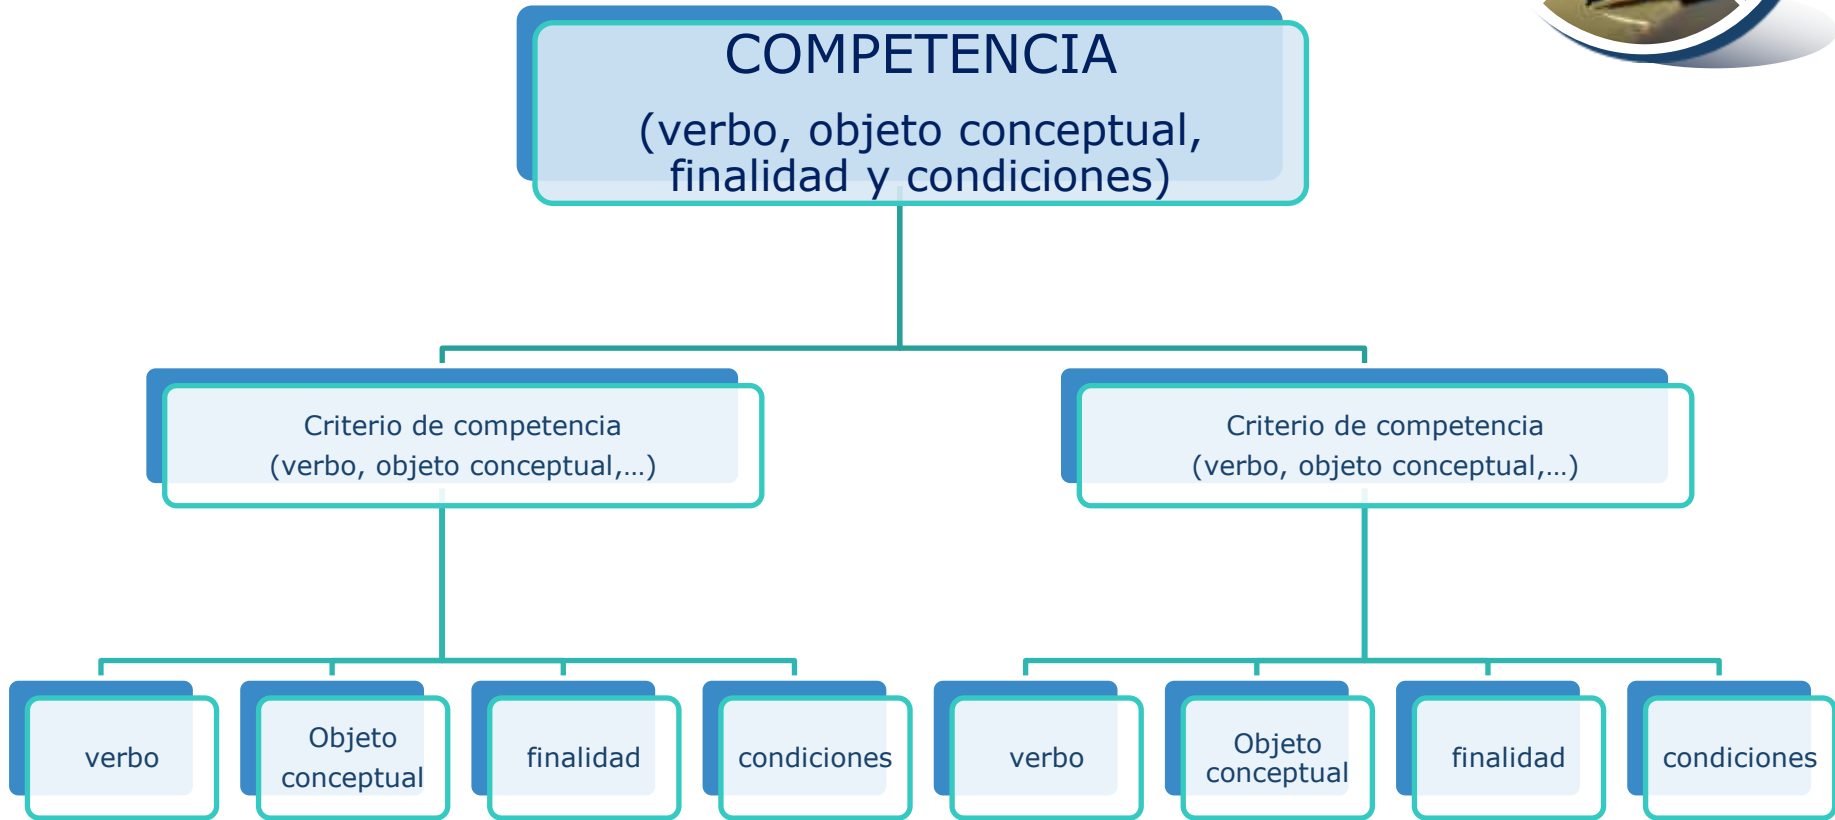 COMPETENCIA
(verbo, objeto conceptual,
finalidad y condiciones)
Criterio de competencia
(verbo, objeto conceptual,...)
Criterio de competencia
(verbo, objeto conceptual,...)
verbo
Objeto
conceptual
finalidad
condiciones
verbo
Objeto
conceptual
finalidad
condiciones